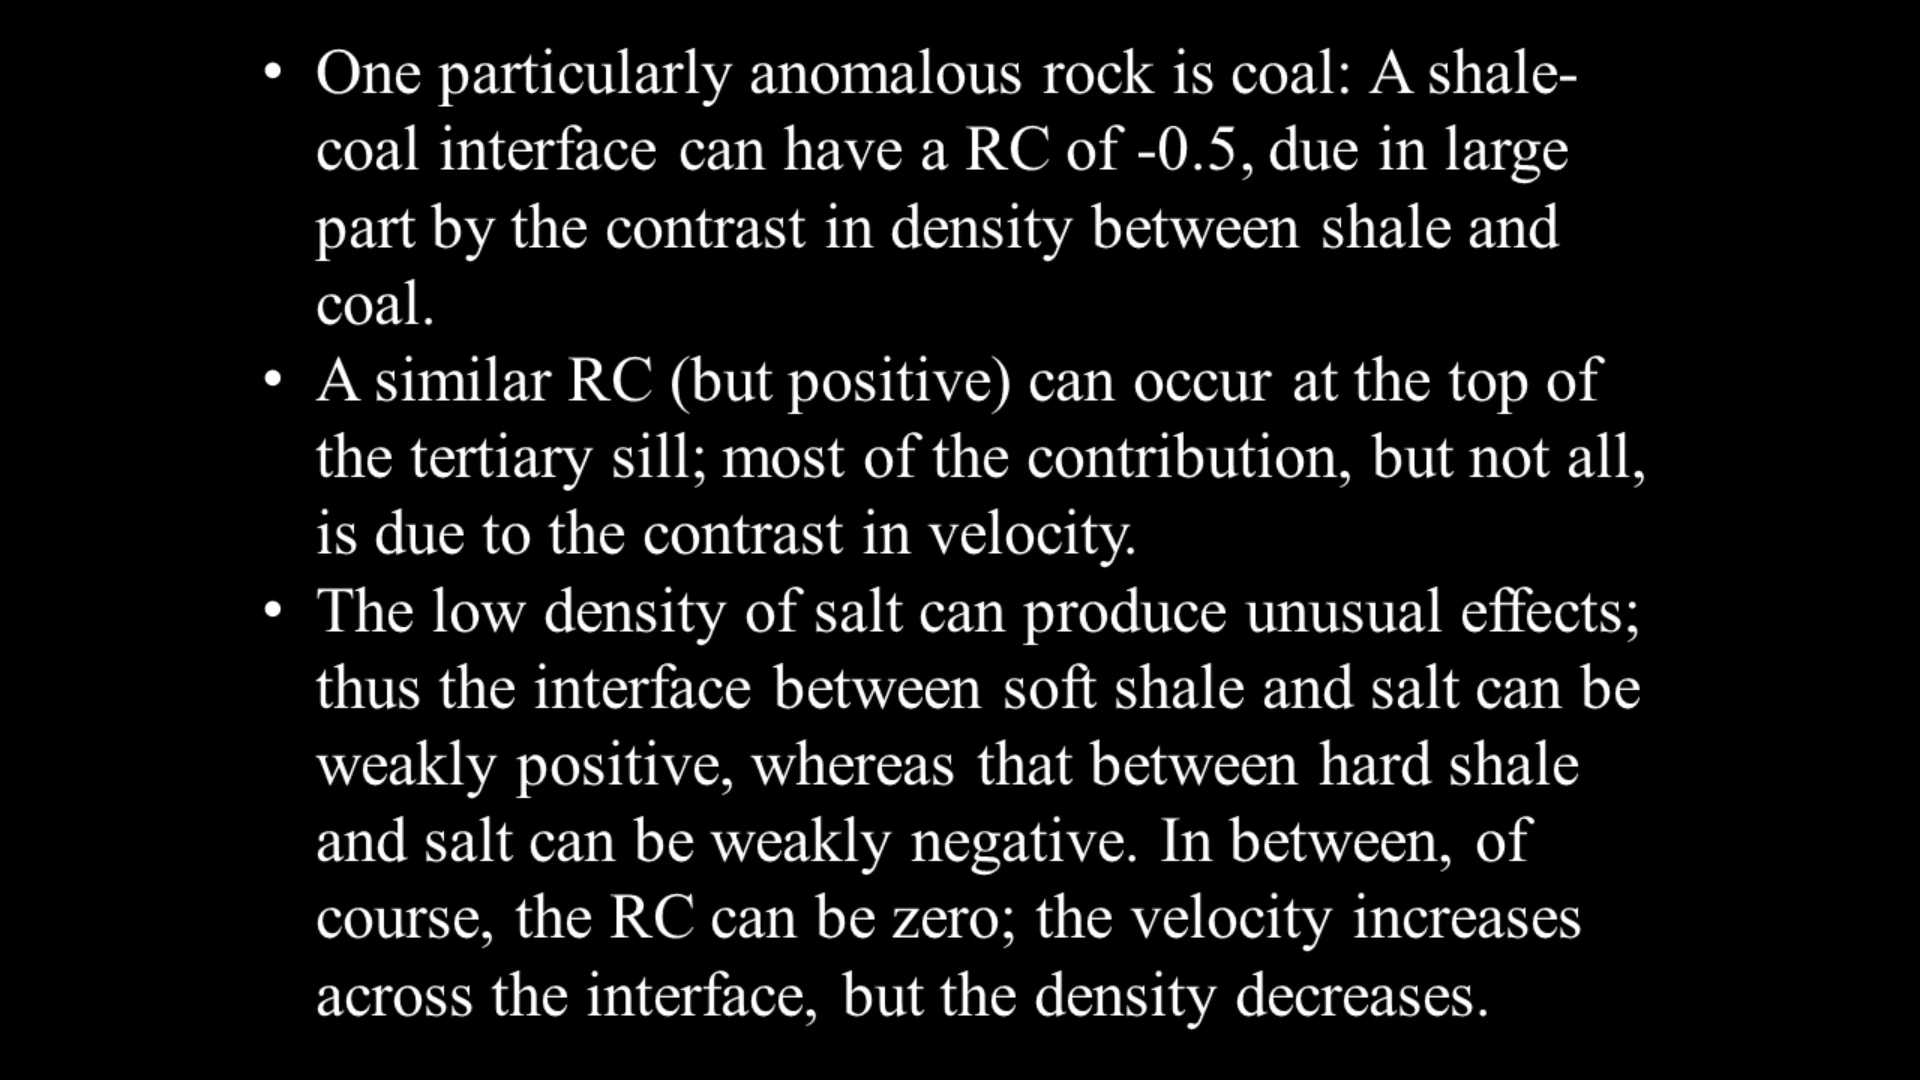 • One particularly anomalous rock is coal: A shale-
coal interface can have a RC of -0.5, due in large
part by the contrast in density between shale and
coal.
• A similar RC (but positive) can occur at the top of
the tertiary sill; most of the contribution, but not all,
is due to the contrast in velocity.
• The low density of salt can produce unusual effects;
thus the interface between soft shale and salt can be
weakly positive, whereas that between hard shale
and salt can be weakly negative. In between, of
course, the RC can be zero; the velocity increases
across the interface, but the density decreases.